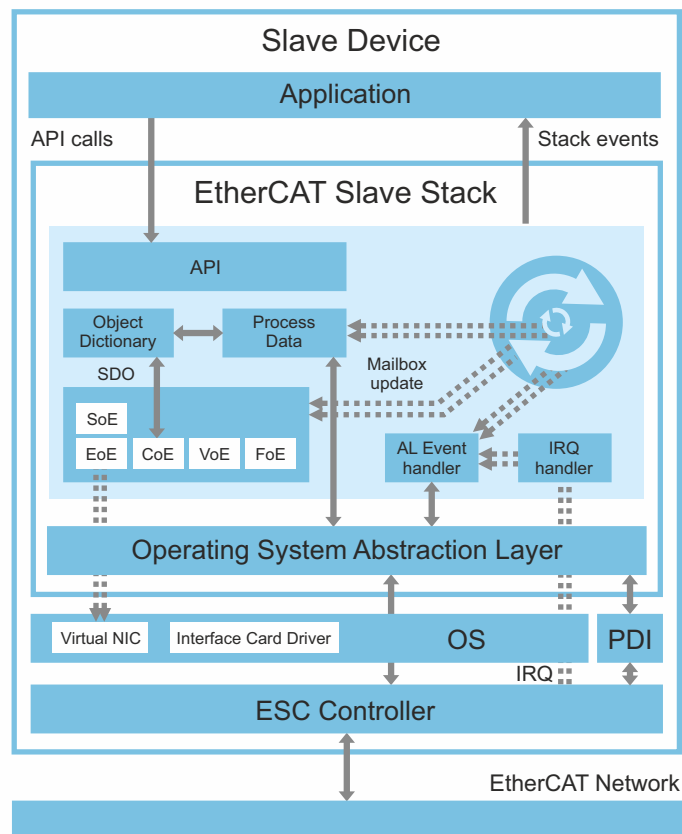 Slave Device
Application
API calls
Stack events
EtherCAT Slave Stack
API
Object
Dictionary
Process
Data
SDO
Mailbox
update
SoE
EoE
CoE
VoE
FoE
AL Event
handler
IRQ
handler
Operating System Abstraction Layer
Virtual NIC
Interface Card Driver
OS
PDI
IRQ
ESC Controller
EtherCAT Network